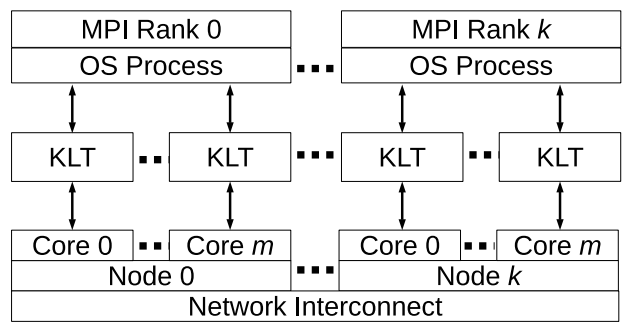 MPI Rank 0 MPI Rank k
OS Process OS Process
KLT KLT KLT KLT
Core 0 Core m Core 0 Core m
Node 0 Node k
Network Interconnect